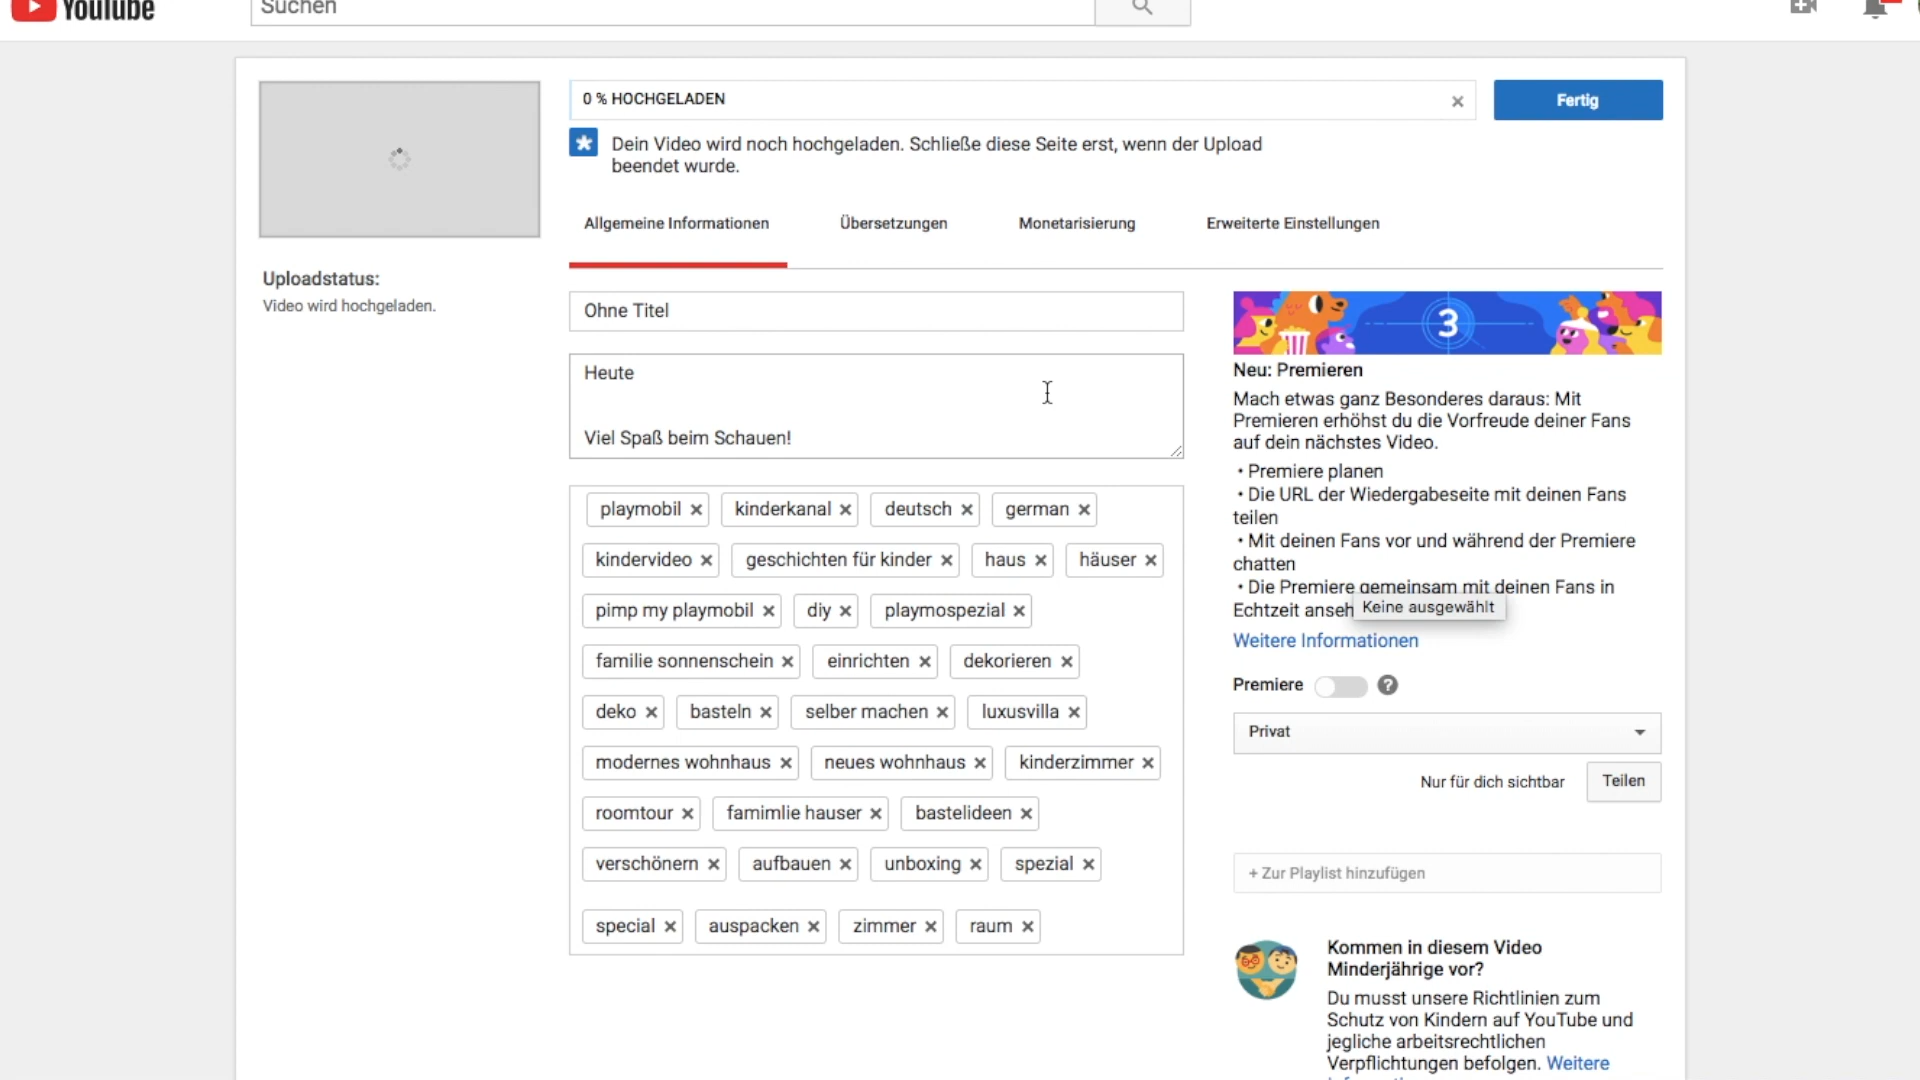 YouTube
Suchen
0 % HOCHGELADEN
Fertig
Dein Video wird noch hochgeladen. Schließe diese Seite erst, wenn der Upload
beendet wurde.
Allgemeine Informationen
Übersetzungen
Monetarisierung
Erweiterte Einstellungen
Uploadstatus:
Video wird hochgeladen.
Ohne Titel
Heute
Viel Spaß beim Schauen!
playmobil
kinderkanal
deutsch
german
kindervideo
geschichten für kinder
haus
häuser
pimp my playmobil
diy
playmospezial
familie sonnenschein
einrichten
dekorieren
deko
basteln
selber machen
luxusvilla
modernes wohnhaus
neues wohnhaus
kinderzimmer
roomtour
famimlie hauser
bastelideen
verschönern
aufbauen
unboxing
spezial
special
auspacken
zimmer
raum
3
Neu: Premieren
Mach etwas ganz Besonderes daraus: Mit
Premieren erhöhst du die Vorfreude deiner Fans
auf dein nächstes Video.
• Premiere planen
• Die URL der Wiedergabeseite mit deinen Fans
teilen
• Mit deinen Fans vor und während der Premiere
chatten
• Die Premiere gemeinsam mit deinen Fans in
Echtzeit anseh
Keine ausgewählt
Weitere Informationen
Premiere
?
Privat
Nur für dich sichtbar
Teilen
+ Zur Playlist hinzufügen
Kommen in diesem Video
Minderjährige vor?
Du musst unsere Richtlinien zum
Schutz von Kindern auf YouTube und
jegliche arbeitsrechtlichen
Verpflichtungen befolgen. Weitere